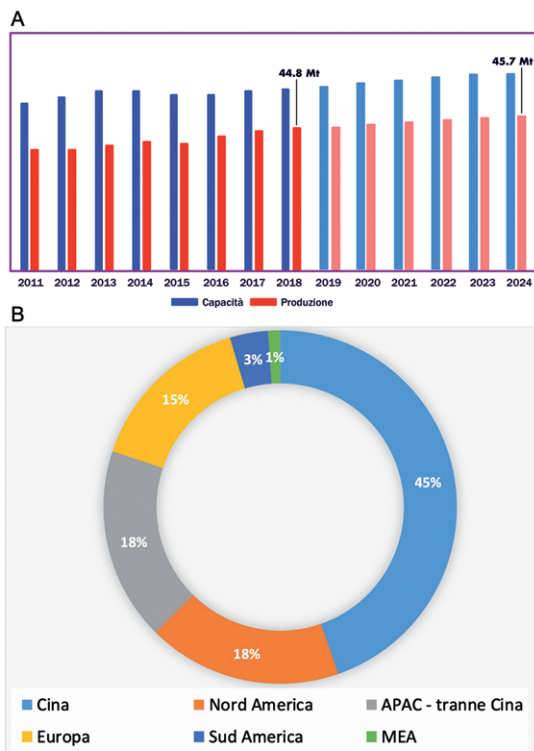 A
44.8 Mt
45.7 Mt
2011 2012 2013 2014 2015 2016 2017 2018 2019 2020 2021 2022 2023 2024
Capacità Produzione
B
3% 1%
15%
45%
18%
18%
Cina Nord America APAC - tranne Cina
Europa Sud America MEA